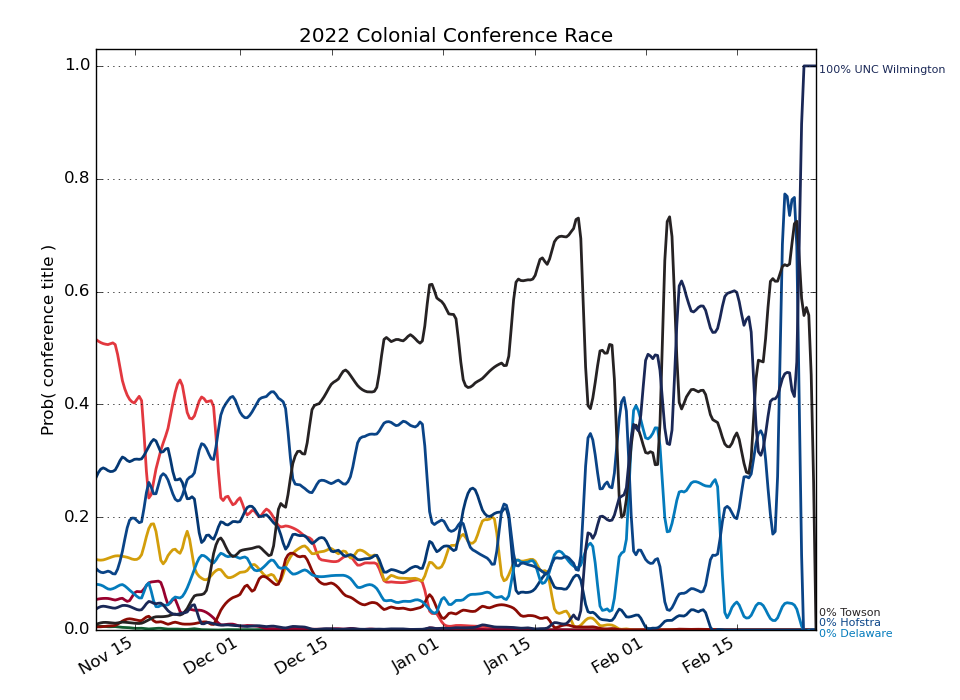 2022 Colonial Conference Race
Prob( conference title )
1.0
0.8
0.6
0.4
0.2
0.0
100% UNC Wilmington
0% Towson
0% Hofstra
0% Delaware
Nov 15
Dec 01
Dec 15
Jan 01
Jan 15
Feb 01
Feb 15